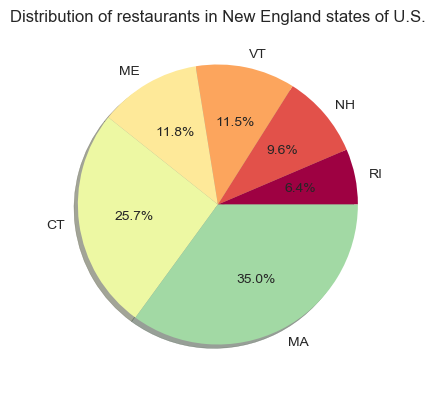 Distribution of restaurants in New England states of U.S.
VT
ME
NH
11.8%
11.5%
9.6%
RI
6.4%
CT
25.7%
35.0%
MA